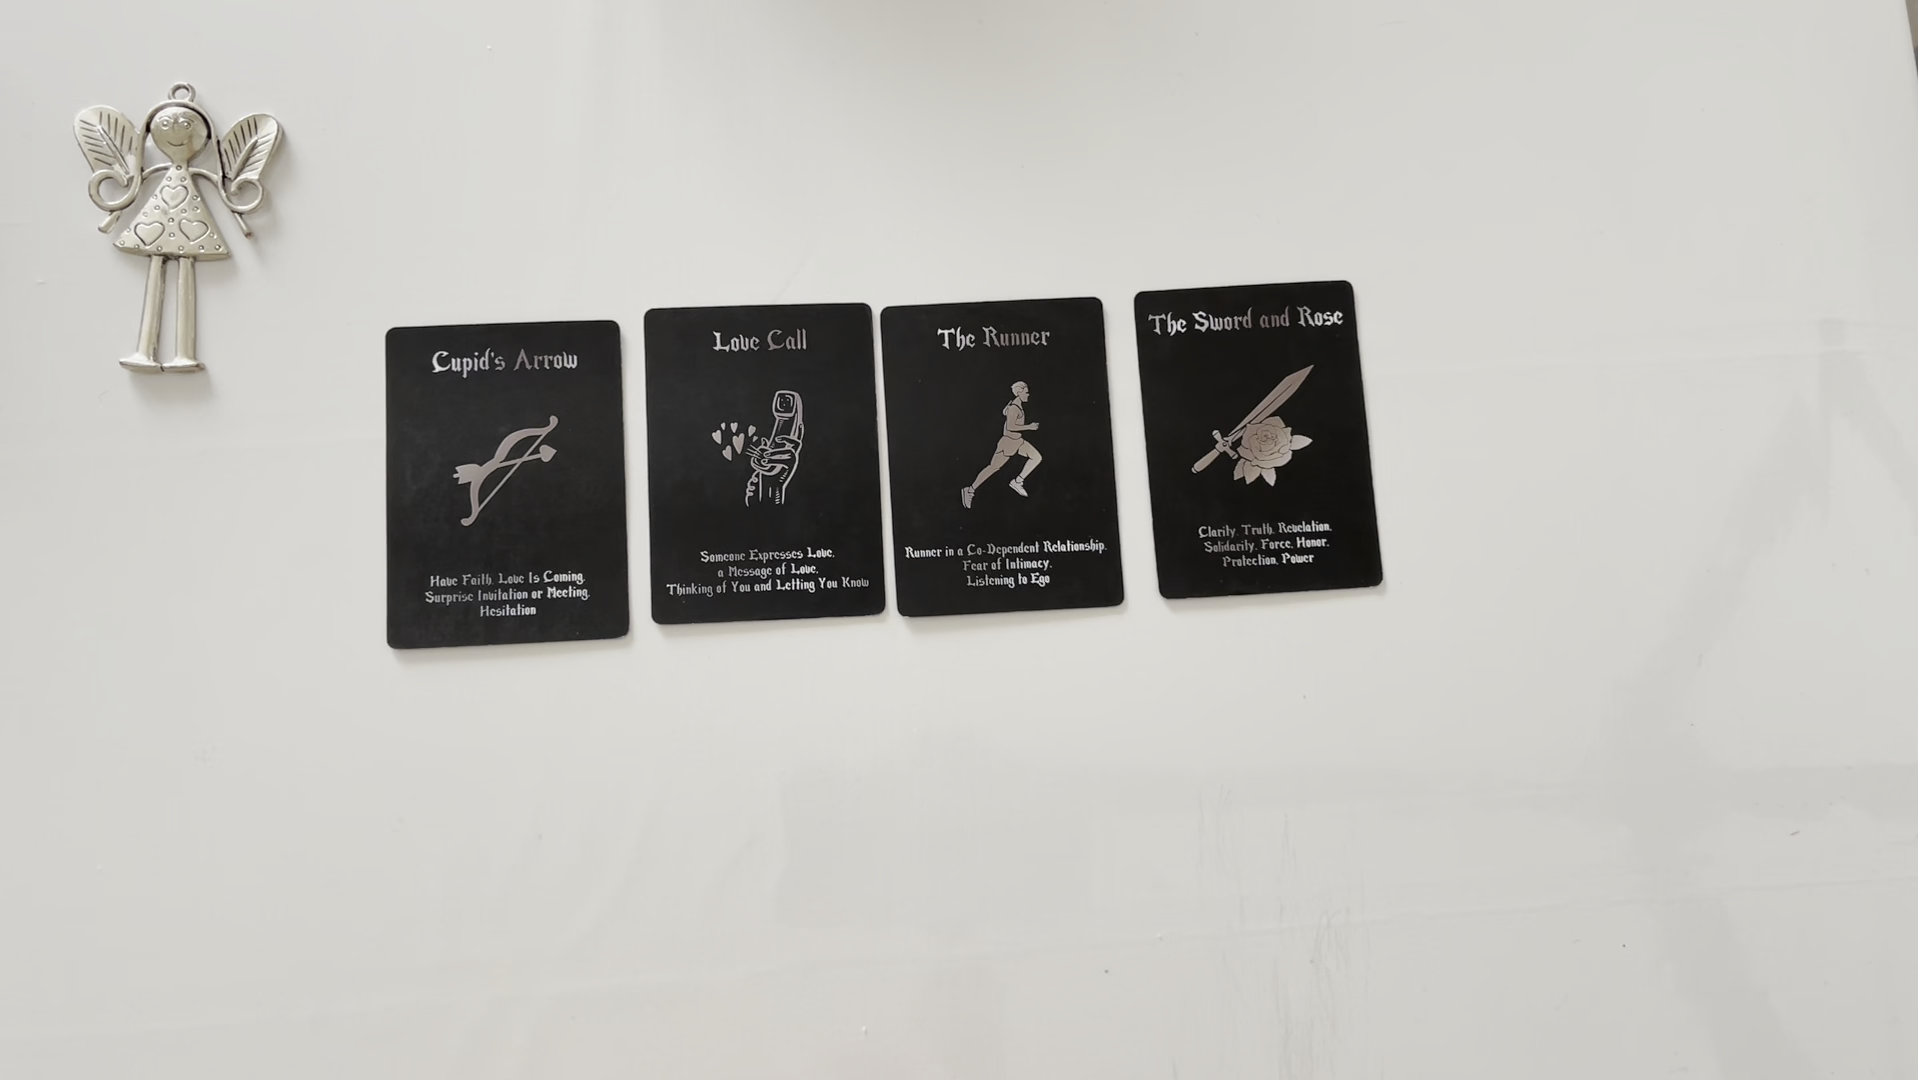 Cupid's Arrow
Have Faith, Love Is Coming,
Surprise Invitation or Meeting,
Hesitation
Love Call
Someone Expresses Love,
a Message of Love,
Thinking of You and Letting You Know
The Runner
Runner in a Co-Dependent Relationship,
Fear of Intimacy,
Listening to Ego
The Sword and Rose
Clarity, Truth, Revelation,
Solidarity, Force, Honor,
Protection, Power